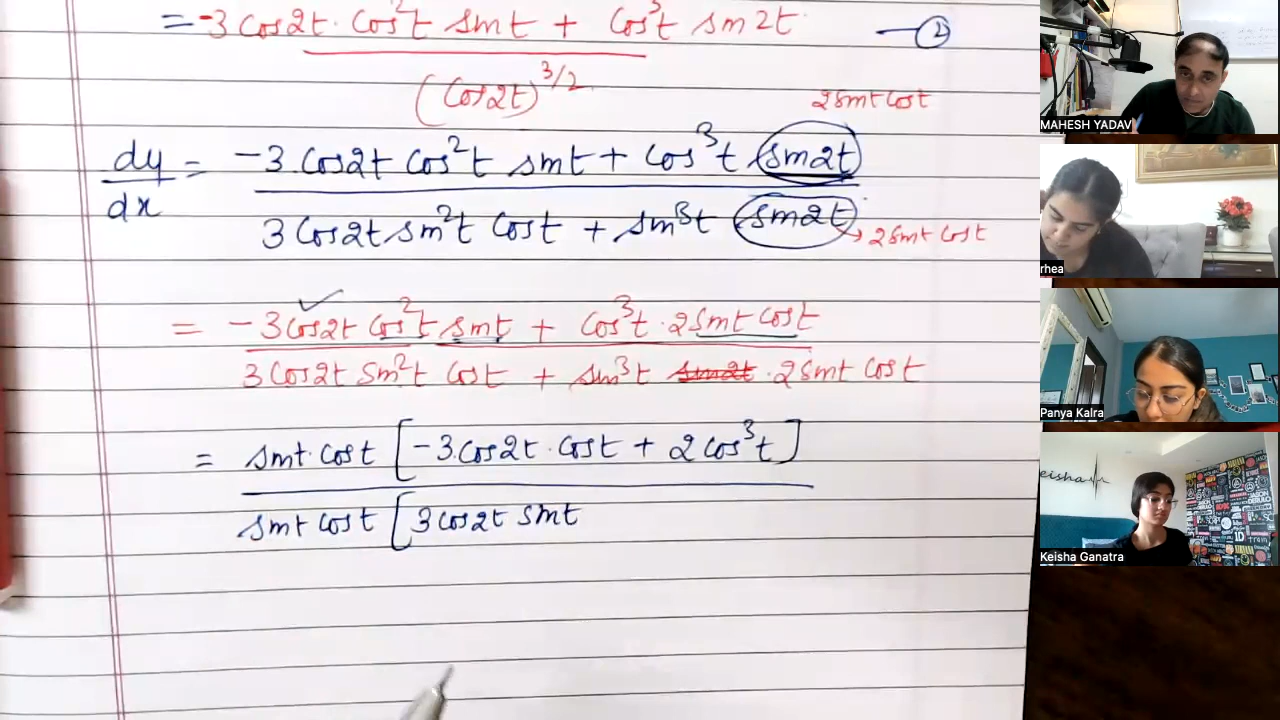 = -3 cos2t · cos²t sint + cos³t sin2t — ②
(cos2t)^3/2
2sint cost
dy/dx = -3 cos2t cos²t sint + cos³t sin2t
3 cos2t sin²t cost + sin³t sin2t → 2sint cost
= -3cos2t cos²t sint + cos³t · 2sint cost
3 cos2t sin²t cost + sin³t sin2t · 2sint cost
= sint · cost [ -3 cos2t · cost + 2 cos³t ]
sint cost [ 3 cos2t sint
MAHESH YADAV
rhea
Panya Kalra
eisha
Keisha Ganatra